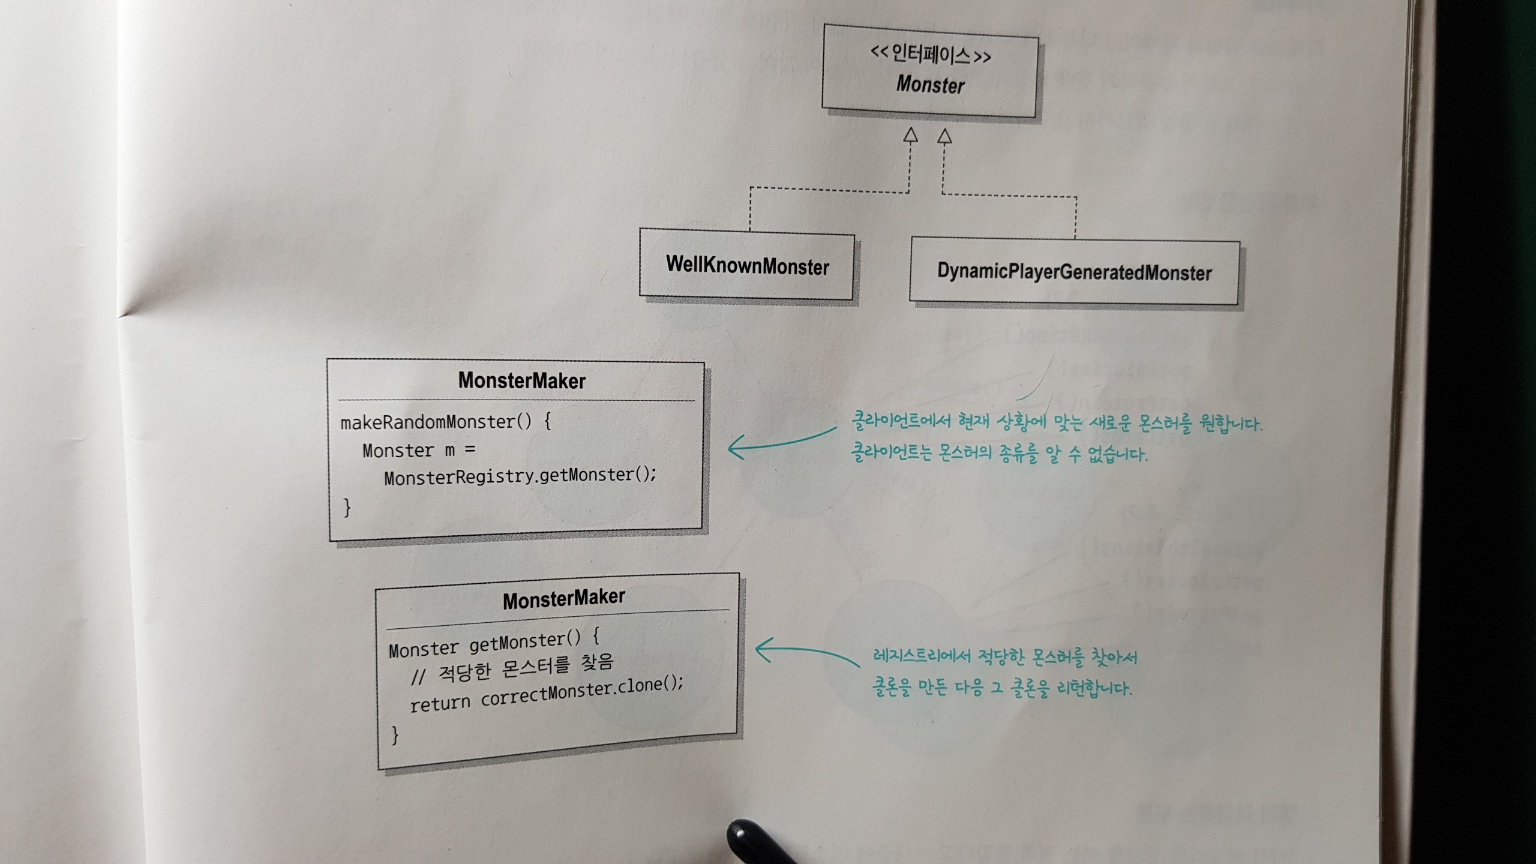 <<인터페이스>>
Monster
WellKnownMonster
DynamicPlayerGeneratedMonster
MonsterMaker
makeRandomMonster() {
Monster m =
MonsterRegistry.getMonster();
}
클라이언트에서 현재 상황에 맞는 새로운 몬스터를 원합니다.
클라이언트는 몬스터의 종류를 알 수 없습니다.
MonsterMaker
Monster getMonster() {
// 적당한 몬스터를 찾음
return correctMonster.clone();
}
레지스트리에서 적당한 몬스터를 찾아서
클론을 만든 다음 그 클론을 리턴합니다.